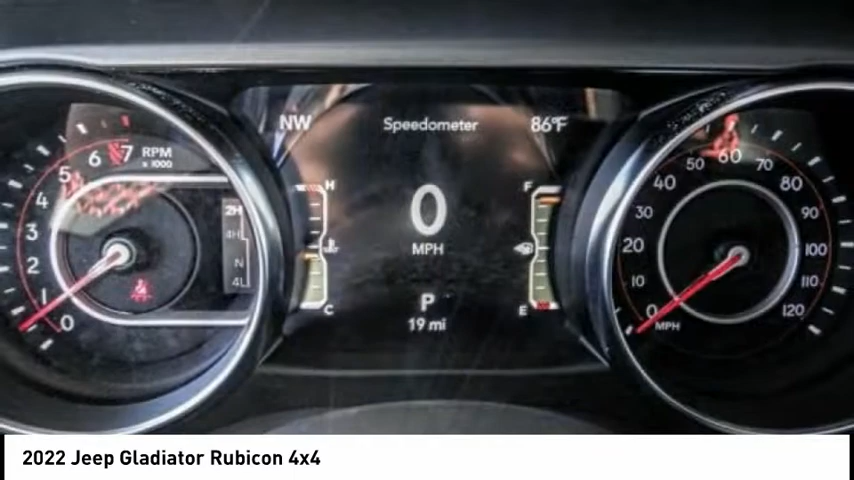 NW Speedometer 86°F
RPM
x 1000
0 1 2 3 4 5 6 7
2H
4H
N
4L
H
C
0
MPH
P
19 mi
F
E
0 10 20 30 40 50 60 70 80 90 100 110 120
MPH
2022 Jeep Gladiator Rubicon 4x4